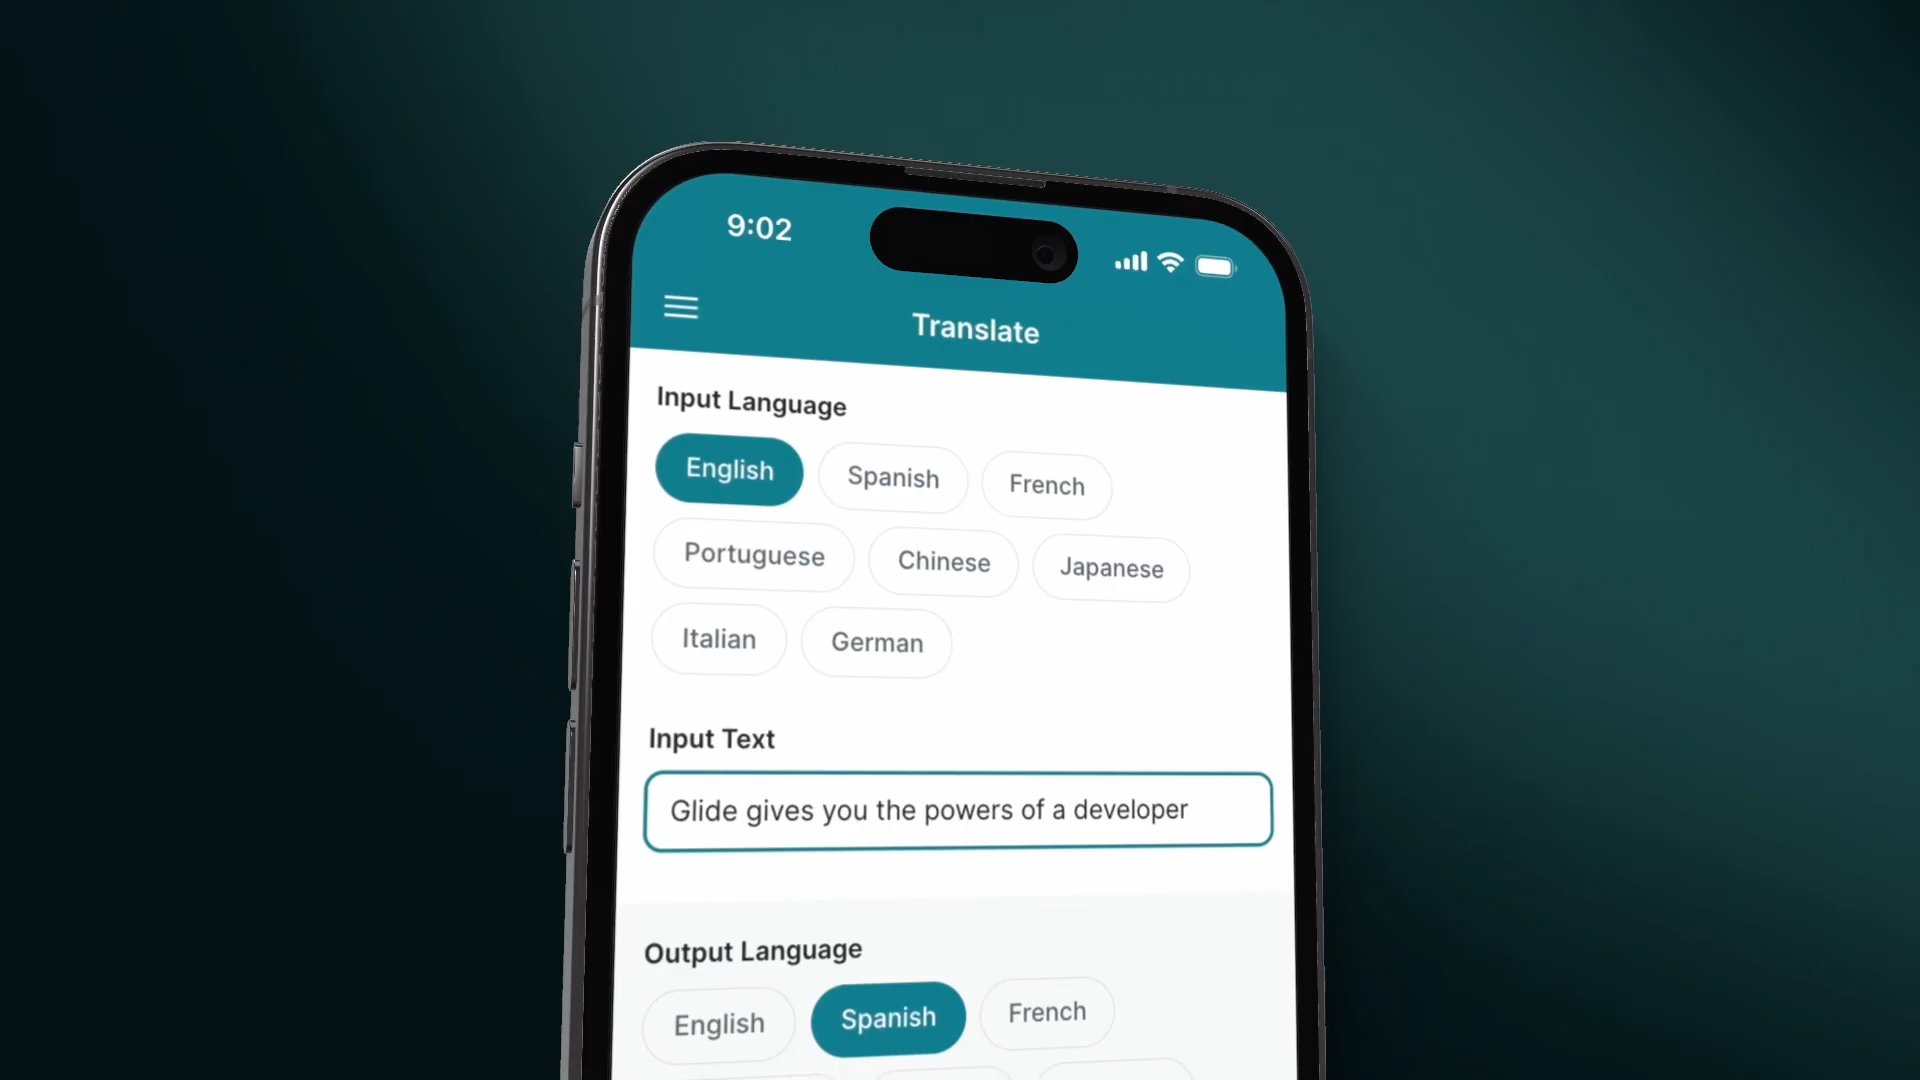 9:02
Translate
Input Language
English Spanish French
Portuguese Chinese Japanese
Italian German
Input Text
Glide gives you the powers of a developer
Output Language
English Spanish French